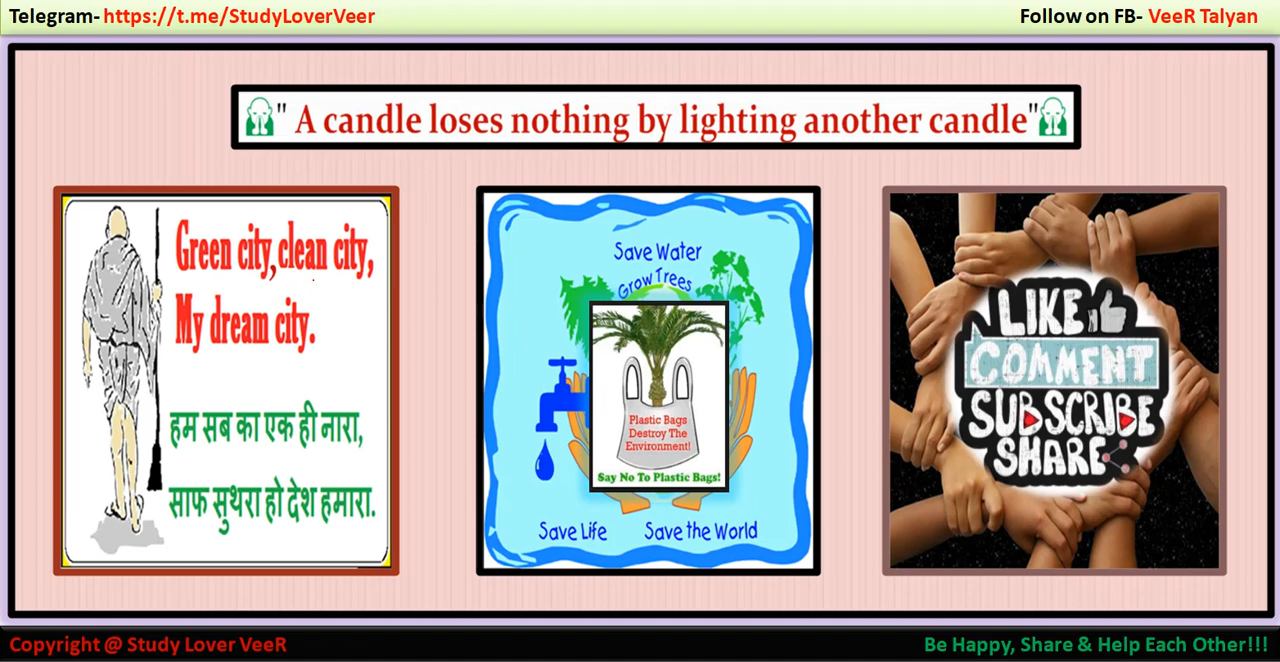 Telegram- https://t.me/StudyLoverVeer
Follow on FB- VeeR Talyan
" A candle loses nothing by lighting another candle"
Green city,clean city,
My dream city.
हम सब का एक ही नारा,
साफ सुथरा हो देश हमारा.
Save Water
Grow Trees
Plastic Bags
Destroy The
Environment!
Say No To Plastic Bags!
Save Life
Save the World
LIKE
COMMENT
SUBSCRIBE
SHARE
Copyright @ Study Lover VeeR
Be Happy, Share & Help Each Other!!!